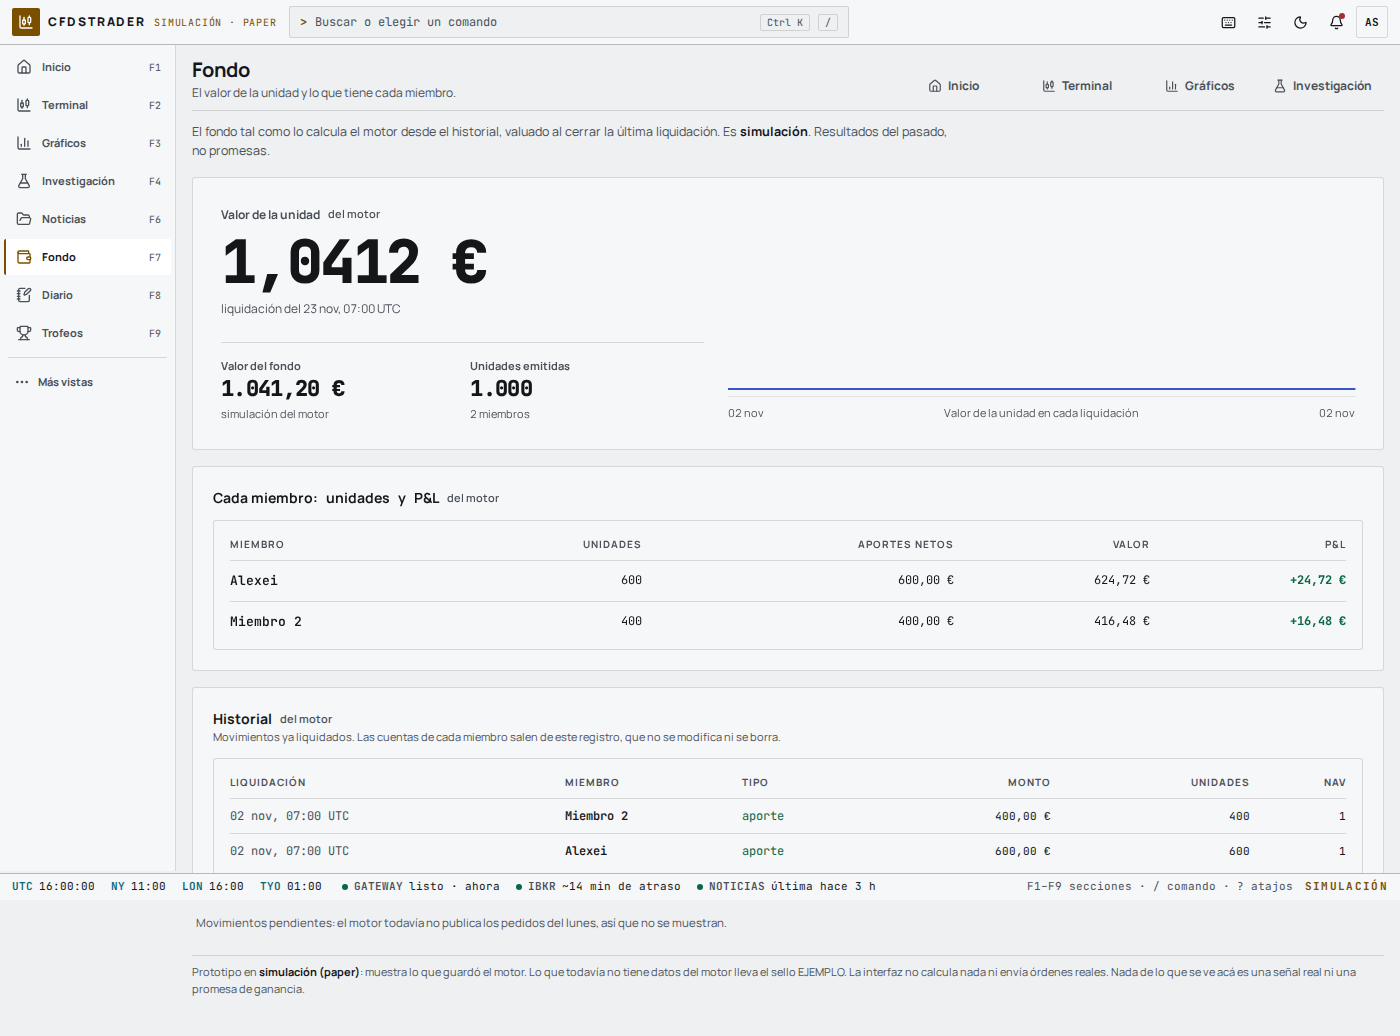 CFDSTRADER SIMULACIÓN · PAPER
> Buscar o elegir un comando Ctrl K /
AS
Inicio F1
Terminal F2
Gráficos F3
Investigación F4
Noticias F6
Fondo F7
Diario F8
Trofeos F9
Más vistas
Fondo
El valor de la unidad y lo que tiene cada miembro.
Inicio Terminal Gráficos Investigación
El fondo tal como lo calcula el motor desde el historial, valuado al cerrar la última liquidación. Es simulación. Resultados del pasado,
no promesas.
Valor de la unidad del motor
1,0412 €
liquidación del 23 nov, 07:00 UTC
Valor del fondo
1.041,20 €
simulación del motor
Unidades emitidas
1.000
2 miembros
02 nov Valor de la unidad en cada liquidación 02 nov
Cada miembro: unidades y P&L del motor
MIEMBRO UNIDADES APORTES NETOS VALOR P&L
Alexei 600 600,00 € 624,72 € +24,72 €
Miembro 2 400 400,00 € 416,48 € +16,48 €
Historial del motor
Movimientos ya liquidados. Las cuentas de cada miembro salen de este registro, que no se modifica ni se borra.
LIQUIDACIÓN MIEMBRO TIPO MONTO UNIDADES NAV
02 nov, 07:00 UTC Miembro 2 aporte 400,00 € 400 1
02 nov, 07:00 UTC Alexei aporte 600,00 € 600 1
UTC 16:00:00 NY 11:00 LON 16:00 TYO 01:00 GATEWAY listo · ahora IBKR ~14 min de atraso NOTICIAS última hace 3 h F1–F9 secciones · / comando · ? atajos SIMULACIÓN
Movimientos pendientes: el motor todavía no publica los pedidos del lunes, así que no se muestran.
Prototipo en simulación (paper): muestra lo que guardó el motor. Lo que todavía no tiene datos del motor lleva el sello EJEMPLO. La interfaz no calcula nada ni envía órdenes reales. Nada de lo que se ve acá es una señal real ni una
promesa de ganancia.